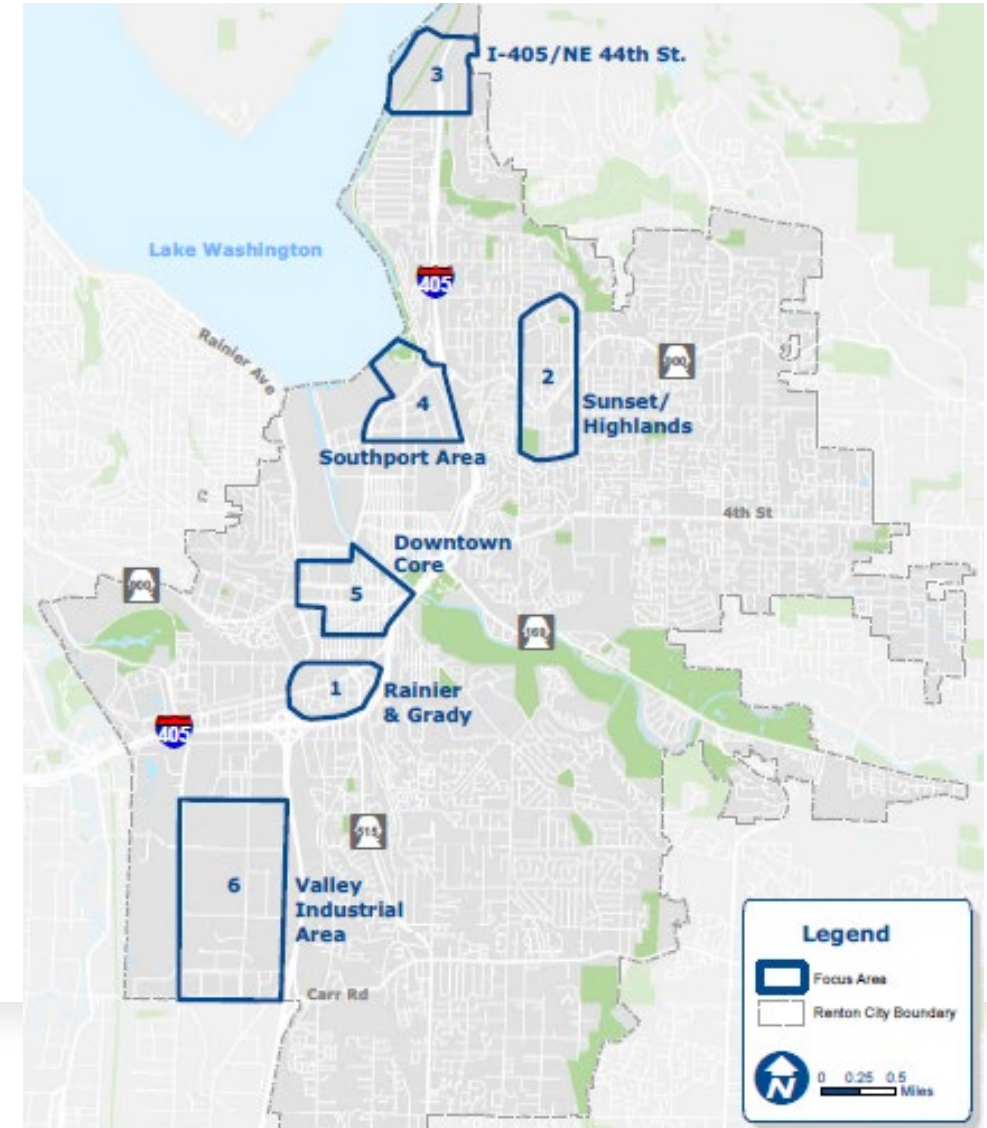 3
I-405/NE 44th St.
Lake Washington
405
Rainier Ave
900
2
4
Sunset/
Highlands
Southport Area
4th St
Downtown
Core
900
5
169
1
Rainier
& Grady
405
515
6
Valley
Industrial
Area
Carr Rd
Legend
Focus Area
Renton City Boundary
N
0 0.25 0.5
Miles